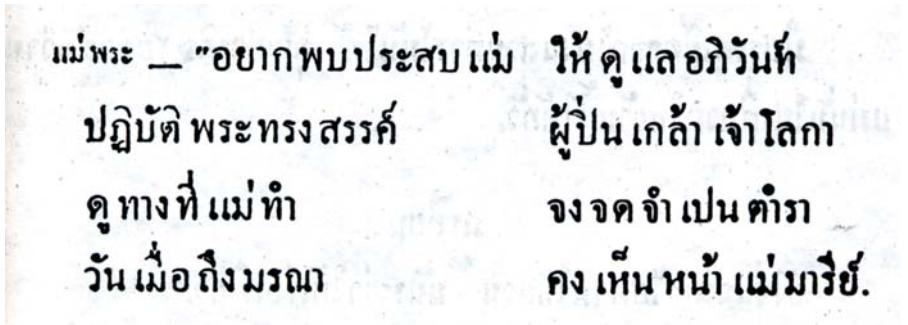 แม่พระ — "อยากพบประสบแม่ ให้ดูแลอภิวันท์
ปฏิบัติพระทรงสรรค์ ผู้ปิ่นเกล้าเจ้าโลกา
ดูทางที่แม่ทำ จงจดจำเปนตำรา
วันเมื่อถึงมรณา คงเห็นหน้าแม่มารีย์.